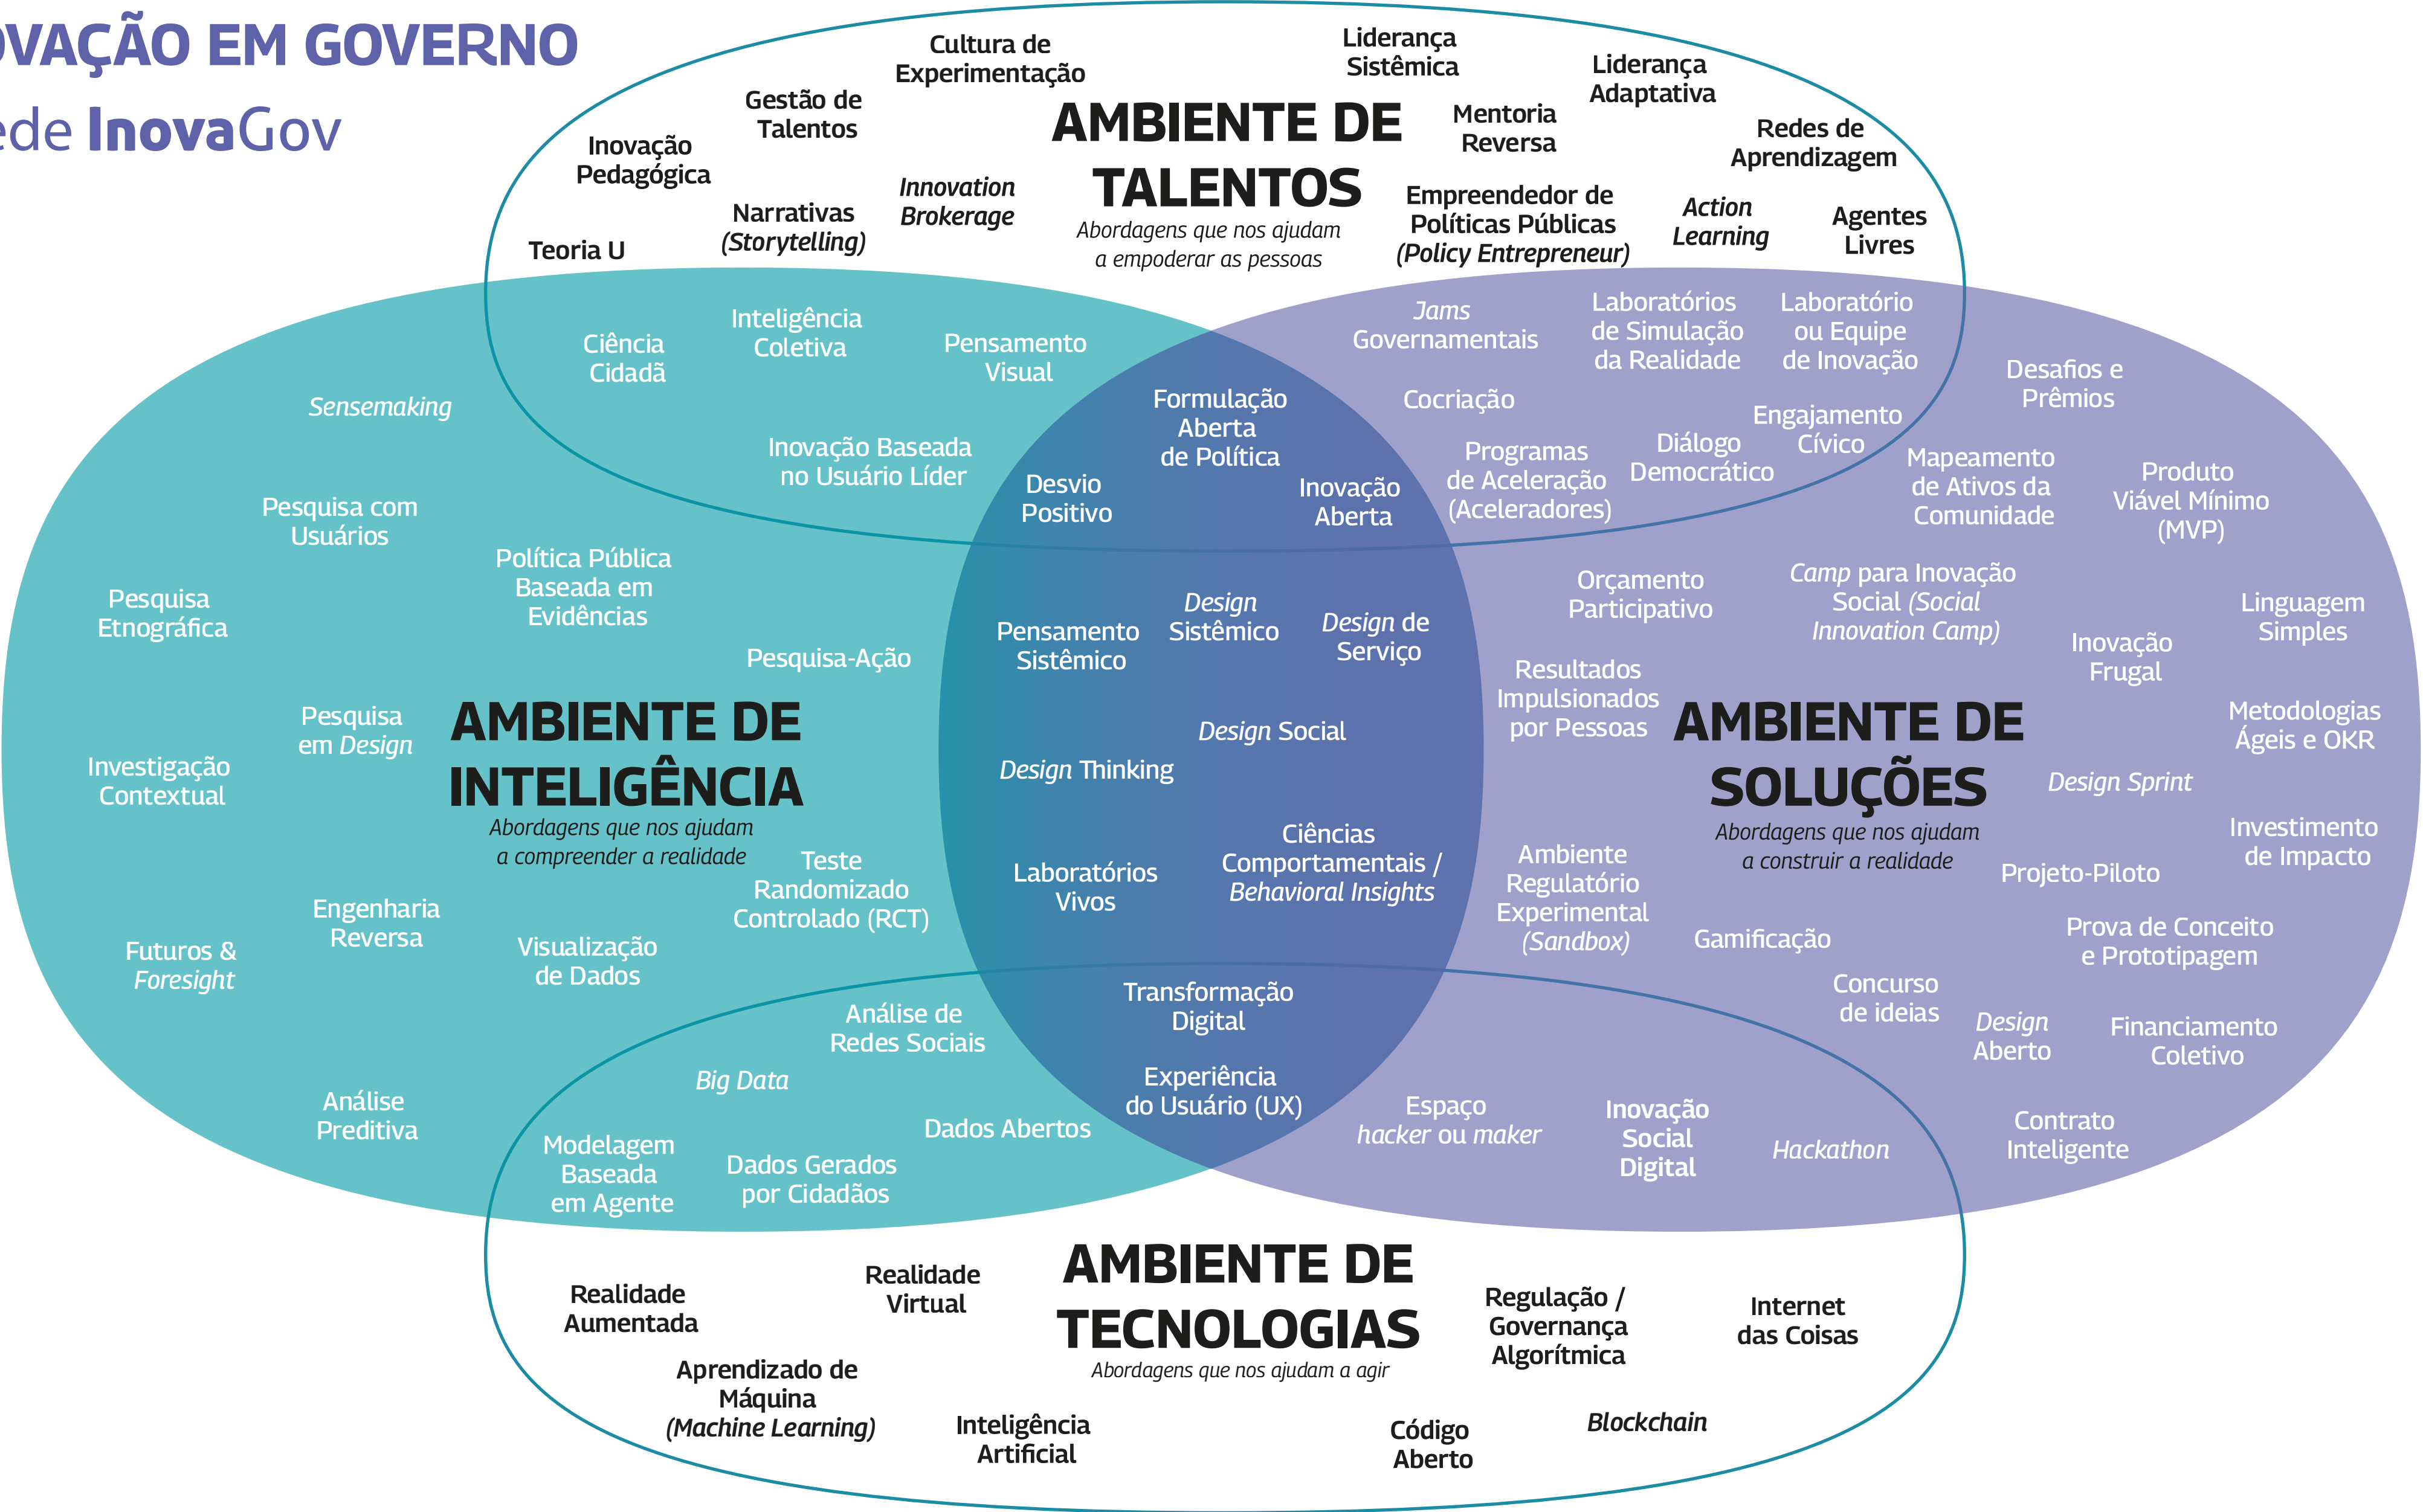 OVAÇÃO EM GOVERNO
ede InovaGov
Cultura de
Experimentação
Liderança
Sistêmica
Liderança
Adaptativa
Gestão de
Talentos
AMBIENTE DE
TALENTOS
Abordagens que nos ajudam
a empoderar as pessoas
Mentoria
Reversa
Redes de
Aprendizagem
Inovação
Pedagógica
Innovation
Brokerage
Narrativas
(Storytelling)
Teoria U
Empreendedor de
Políticas Públicas
(Policy Entrepreneur)
Action
Learning
Agentes
Livres
Ciência
Cidadã
Inteligência
Coletiva
Pensamento
Visual
Inovação Baseada
no Usuário Líder
Jams
Governamentais
Laboratórios
de Simulação
da Realidade
Laboratório
ou Equipe
de Inovação
Cocriação
Engajamento
Cívico
Programas
de Aceleração
(Aceleradores)
Diálogo
Democrático
Formulação
Aberta
de Política
Desvio
Positivo
Inovação
Aberta
Sensemaking
Pesquisa com
Usuários
Política Pública
Baseada em
Evidências
Pesquisa
Etnográfica
Pesquisa-Ação
Pesquisa
em Design
AMBIENTE DE
INTELIGÊNCIA
Abordagens que nos ajudam
a compreender a realidade
Investigação
Contextual
Teste
Randomizado
Controlado (RCT)
Engenharia
Reversa
Futuros &
Foresight
Visualização
de Dados
Análise
Preditiva
Pensamento
Sistêmico
Design
Sistêmico
Design de
Serviço
Design Social
Design Thinking
Ciências
Comportamentais /
Behavioral Insights
Laboratórios
Vivos
Desafios e
Prêmios
Mapeamento
de Ativos da
Comunidade
Produto
Viável Mínimo
(MVP)
Orçamento
Participativo
Camp para Inovação
Social (Social
Innovation Camp)
Linguagem
Simples
Inovação
Frugal
Resultados
Impulsionados
por Pessoas
AMBIENTE DE
SOLUÇÕES
Abordagens que nos ajudam
a construir a realidade
Metodologias
Ágeis e OKR
Design Sprint
Investimento
de Impacto
Ambiente
Regulatório
Experimental
(Sandbox)
Projeto-Piloto
Gamificação
Prova de Conceito
e Prototipagem
Concurso
de ideias
Design
Aberto
Financiamento
Coletivo
Contrato
Inteligente
Análise de
Redes Sociais
Big Data
Dados Abertos
Modelagem
Baseada
em Agente
Dados Gerados
por Cidadãos
Transformação
Digital
Experiência
do Usuário (UX)
Espaço
hacker ou maker
Inovação
Social
Digital
Hackathon
Realidade
Aumentada
Realidade
Virtual
AMBIENTE DE
TECNOLOGIAS
Abordagens que nos ajudam a agir
Regulação /
Governança
Algorítmica
Internet
das Coisas
Aprendizado de
Máquina
(Machine Learning)
Inteligência
Artificial
Código
Aberto
Blockchain